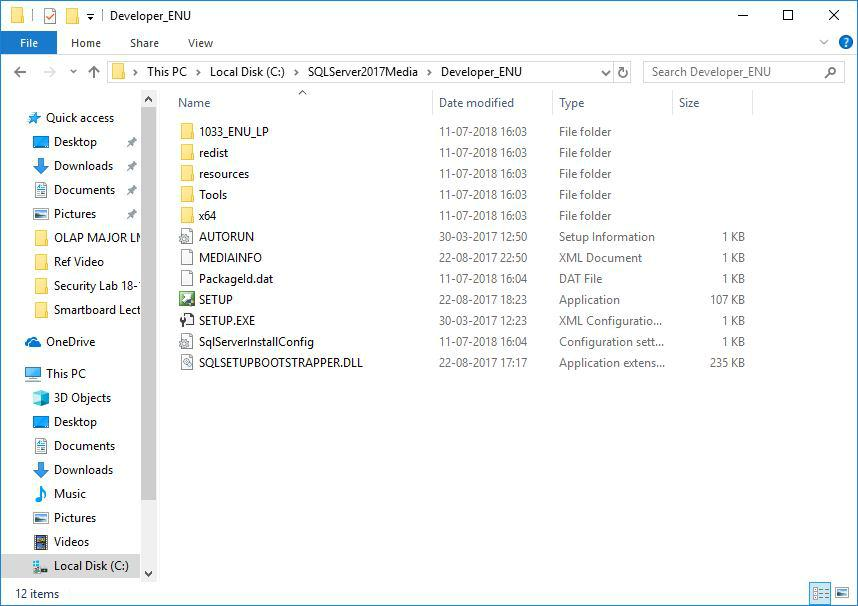 Developer_ENU
File Home Share View
This PC > Local Disk (C:) > SQLServer2017Media > Developer_ENU
Search Developer_ENU
Quick access
Desktop
Downloads
Documents
Pictures
OLAP MAJOR LM
Ref Video
Security Lab 18-1
Smartboard Lect
OneDrive
This PC
3D Objects
Desktop
Documents
Downloads
Music
Pictures
Videos
Local Disk (C:)
Name Date modified Type Size
1033_ENU_LP 11-07-2018 16:03 File folder
redist 11-07-2018 16:03 File folder
resources 11-07-2018 16:03 File folder
Tools 11-07-2018 16:03 File folder
x64 11-07-2018 16:03 File folder
AUTORUN 30-03-2017 12:50 Setup Information 1 KB
MEDIAINFO 22-08-2017 22:50 XML Document 1 KB
PackageId.dat 11-07-2018 16:04 DAT File 1 KB
SETUP 22-08-2017 18:23 Application 107 KB
SETUP.EXE 30-03-2017 12:23 XML Configuratio... 1 KB
SqlServerInstallConfig 11-07-2018 16:04 Configuration sett... 1 KB
SQLSETUPBOOTSTRAPPER.DLL 22-08-2017 17:17 Application extens... 235 KB
12 items